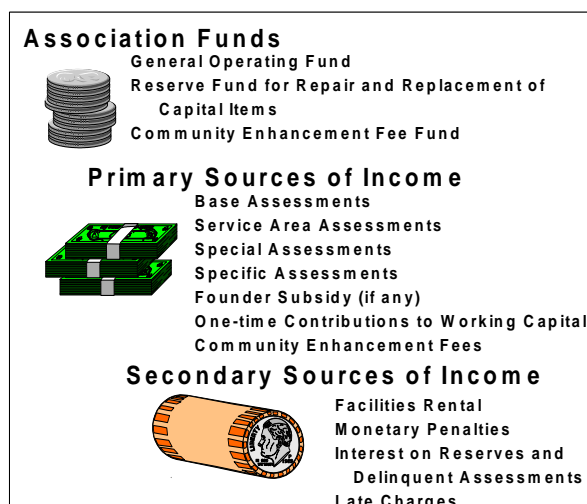 Association Funds
General Operating Fund
Reserve Fund for Repair and Replacement of
Capital Items
Community Enhancement Fee Fund
Primary Sources of Income
Base Assessments
Service Area Assessments
Special Assessments
Specific Assessments
Founder Subsidy (if any)
One-time Contributions to Working Capital
Community Enhancement Fees
Secondary Sources of Income
Facilities Rental
Monetary Penalties
Interest on Reserves and
Delinquent Assessments
Late Charges